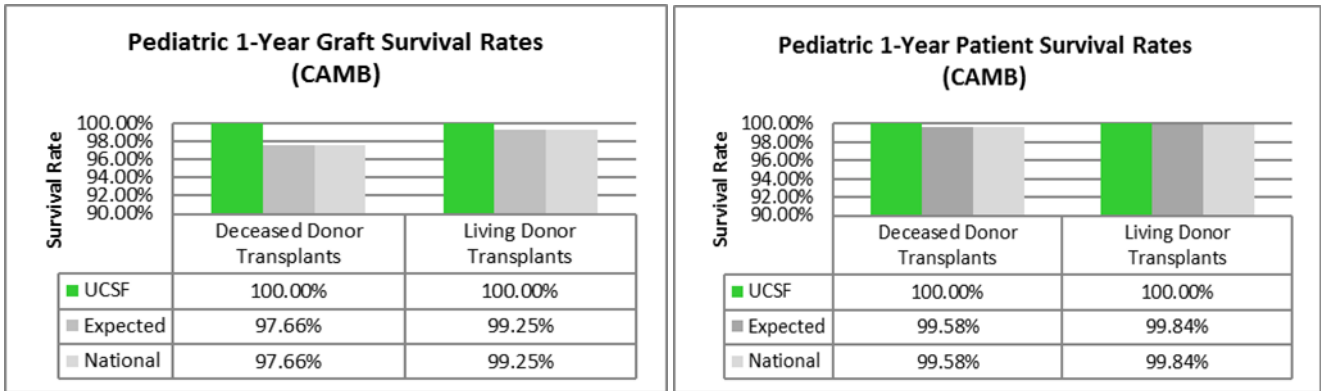 Pediatric 1-Year Graft Survival Rates
(CAMB)
Survival Rate
100.00%
98.00%
96.00%
94.00%
92.00%
90.00%
Deceased Donor Transplants
Living Donor Transplants
UCSF 100.00% 100.00%
Expected 97.66% 99.25%
National 97.66% 99.25%
Pediatric 1-Year Patient Survival Rates
(CAMB)
Survival Rate
100.00%
98.00%
96.00%
94.00%
92.00%
90.00%
Deceased Donor Transplants
Living Donor Transplants
UCSF 100.00% 100.00%
Expected 99.58% 99.84%
National 99.58% 99.84%